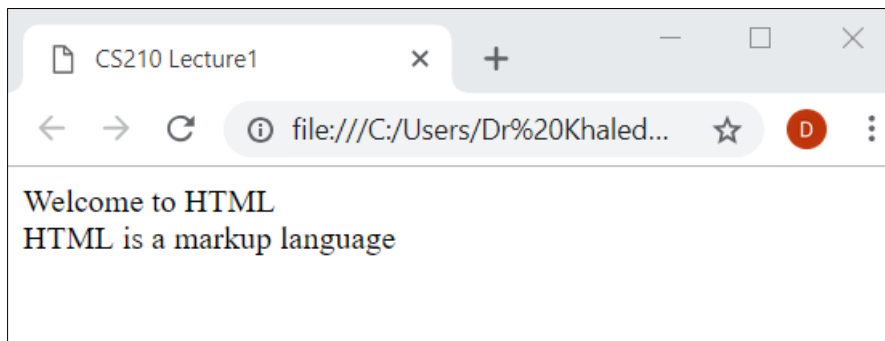 CS210 Lecture1
file:///C:/Users/Dr%20Khaled...
D
Welcome to HTML
HTML is a markup language